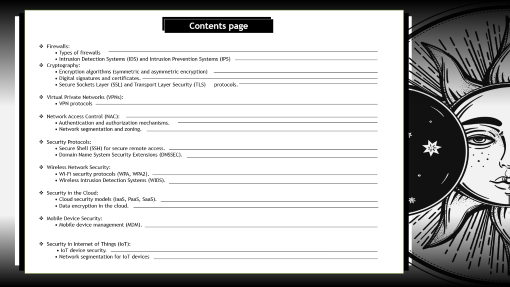 Contents page
❖ Firewalls:
• Types of firewalls
• Intrusion Detection Systems (IDS) and Intrusion Prevention Systems (IPS)
❖ Cryptography:
• Encryption algorithms (symmetric and asymmetric encryption)
• Digital signatures and certificates.
• Secure Sockets Layer (SSL) and Transport Layer Security (TLS) protocols.
❖ Virtual Private Networks (VPNs):
• VPN protocols
❖ Network Access Control (NAC):
• Authentication and authorization mechanisms.
• Network segmentation and zoning.
❖ Security Protocols:
• Secure Shell (SSH) for secure remote access.
• Domain Name System Security Extensions (DNSSEC).
❖ Wireless Network Security:
• Wi-Fi security protocols (WPA, WPA2).
• Wireless Intrusion Detection Systems (WIDS).
❖ Security in the Cloud:
• Cloud security models (IaaS, PaaS, SaaS).
• Data encryption in the cloud.
❖ Mobile Device Security:
• Mobile device management (MDM).
❖ Security in Internet of Things (IoT):
• IoT device security.
• Network segmentation for IoT devices